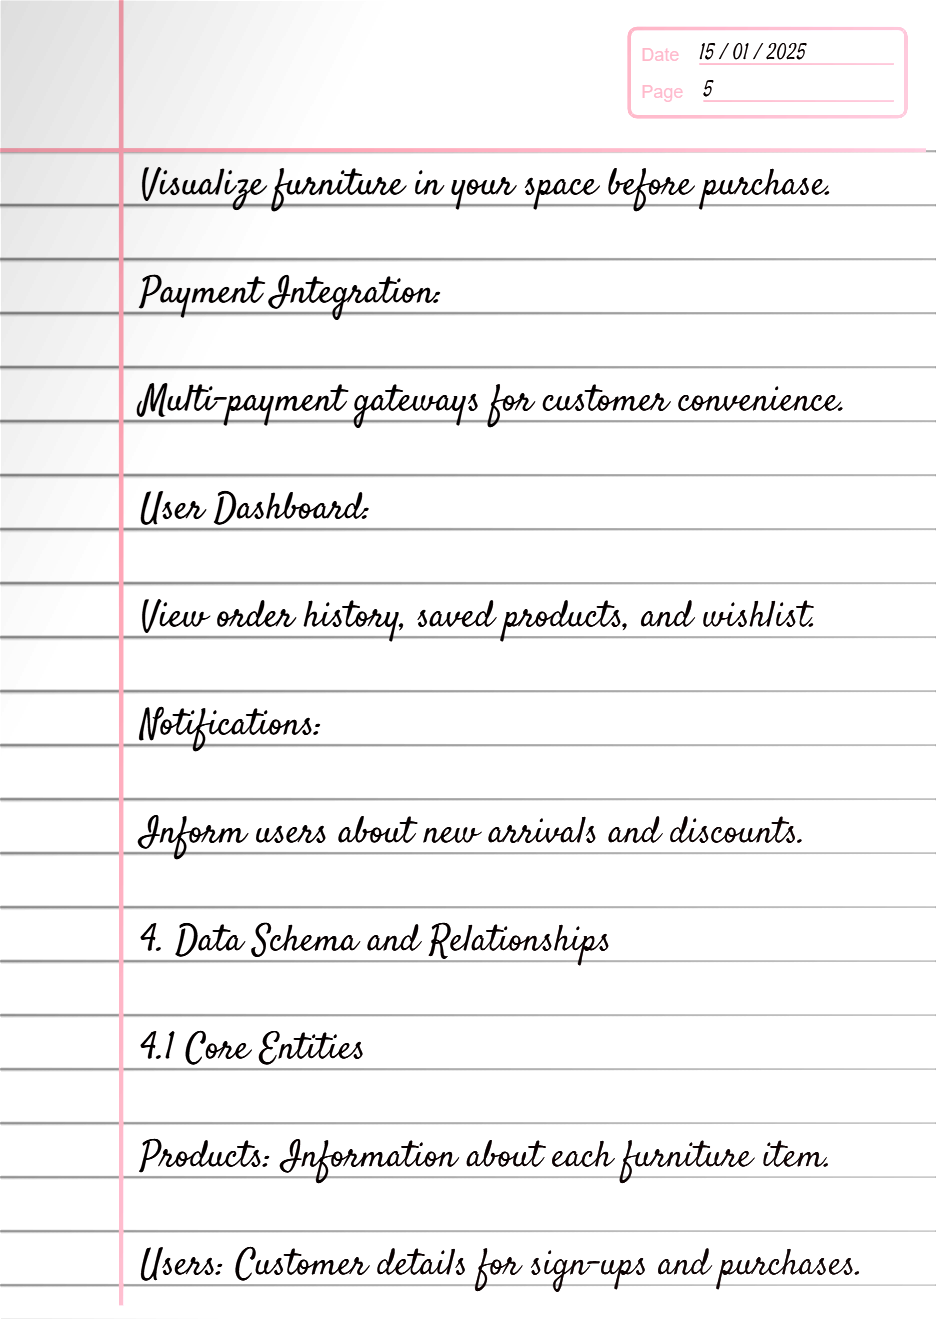 Date 15 / 01 / 2025
Page 5
Visualize furniture in your space before purchase.
Payment Integration:
Multi-payment gateways for customer convenience.
User Dashboard:
View order history, saved products, and wishlist.
Notifications:
Inform users about new arrivals and discounts.
4. Data Schema and Relationships
4.1 Core Entities
Products: Information about each furniture item.
Users: Customer details for sign-ups and purchases.